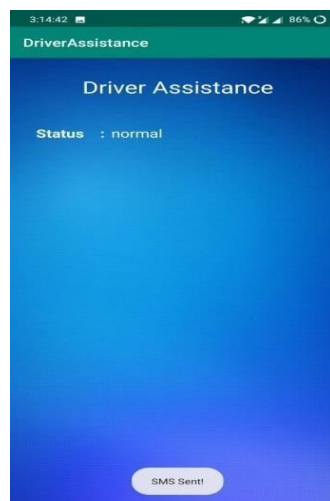 3:14:42 86%
DriverAssistance
Driver Assistance
Status : normal
SMS Sent!